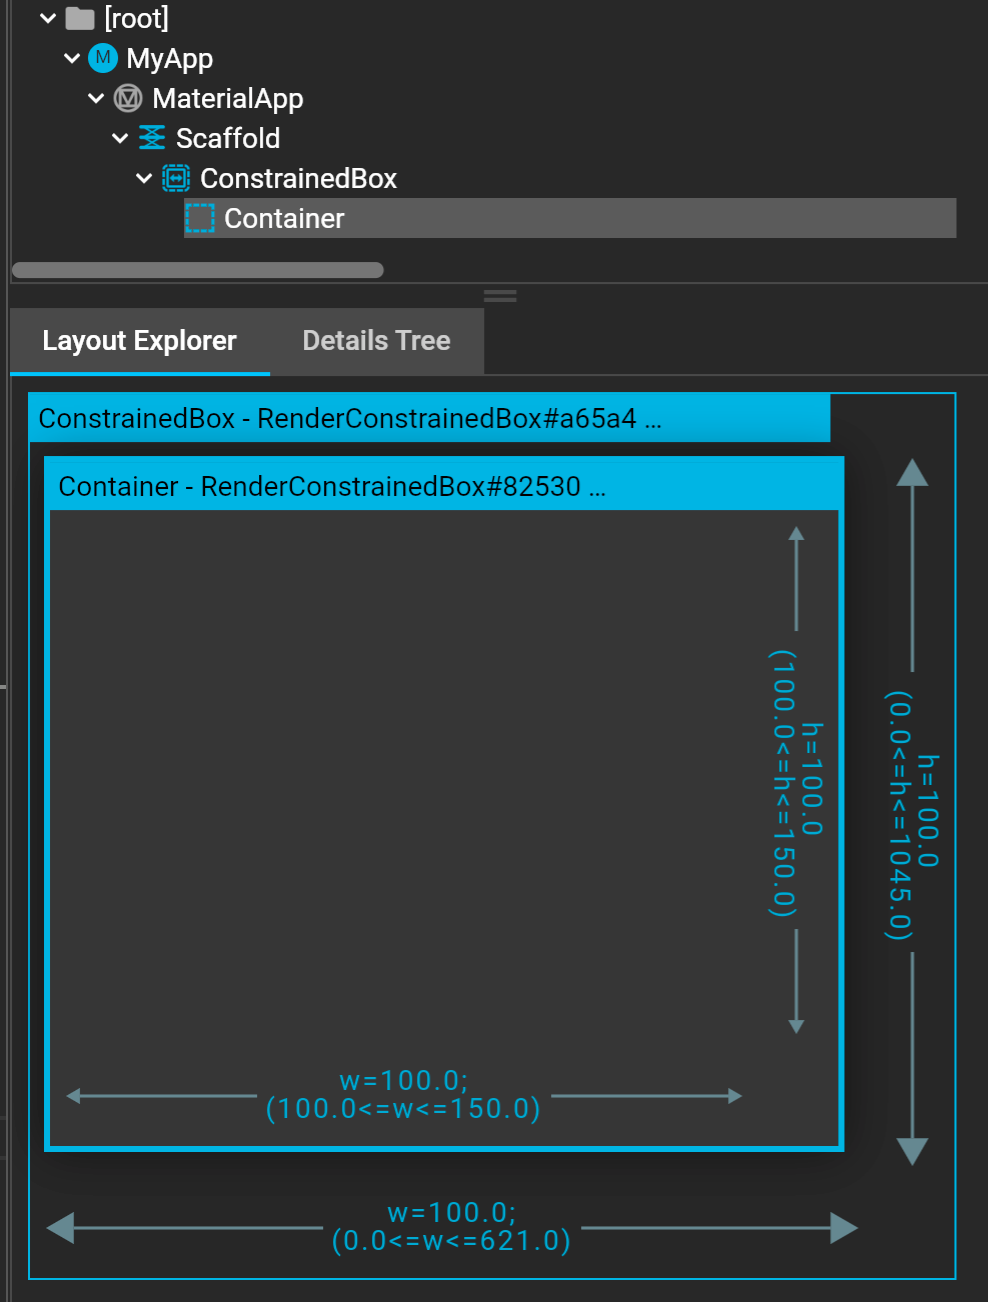 [root]
M MyApp
MaterialApp
Scaffold
ConstrainedBox
Container
Layout Explorer
Details Tree
ConstrainedBox - RenderConstrainedBox#a65a4 ...
Container - RenderConstrainedBox#82530 ...
h=100.0
(100.0<=h<=150.0)
h=100.0
(0.0<=h<=1045.0)
w=100.0;
(100.0<=w<=150.0)
w=100.0;
(0.0<=w<=621.0)